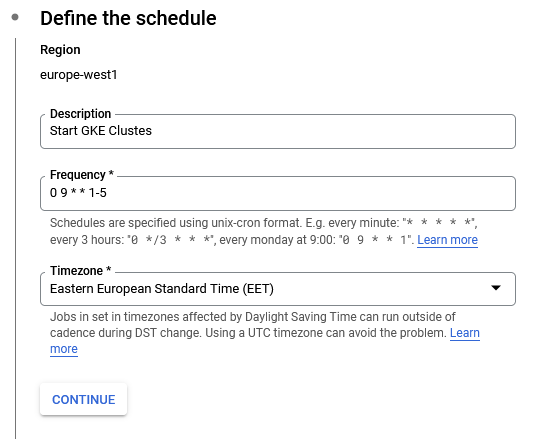 Define the schedule
Region
europe-west1
Description
Start GKE Clustes
Frequency *
0 9 * * 1-5
Schedules are specified using unix-cron format. E.g. every minute: "* * * * *",
every 3 hours: "0 */3 * * *", every monday at 9:00: "0 9 * * 1". Learn more
Timezone *
Eastern European Standard Time (EET)
Jobs in set in timezones affected by Daylight Saving Time can run outside of
cadence during DST change. Using a UTC timezone can avoid the problem. Learn
more
CONTINUE